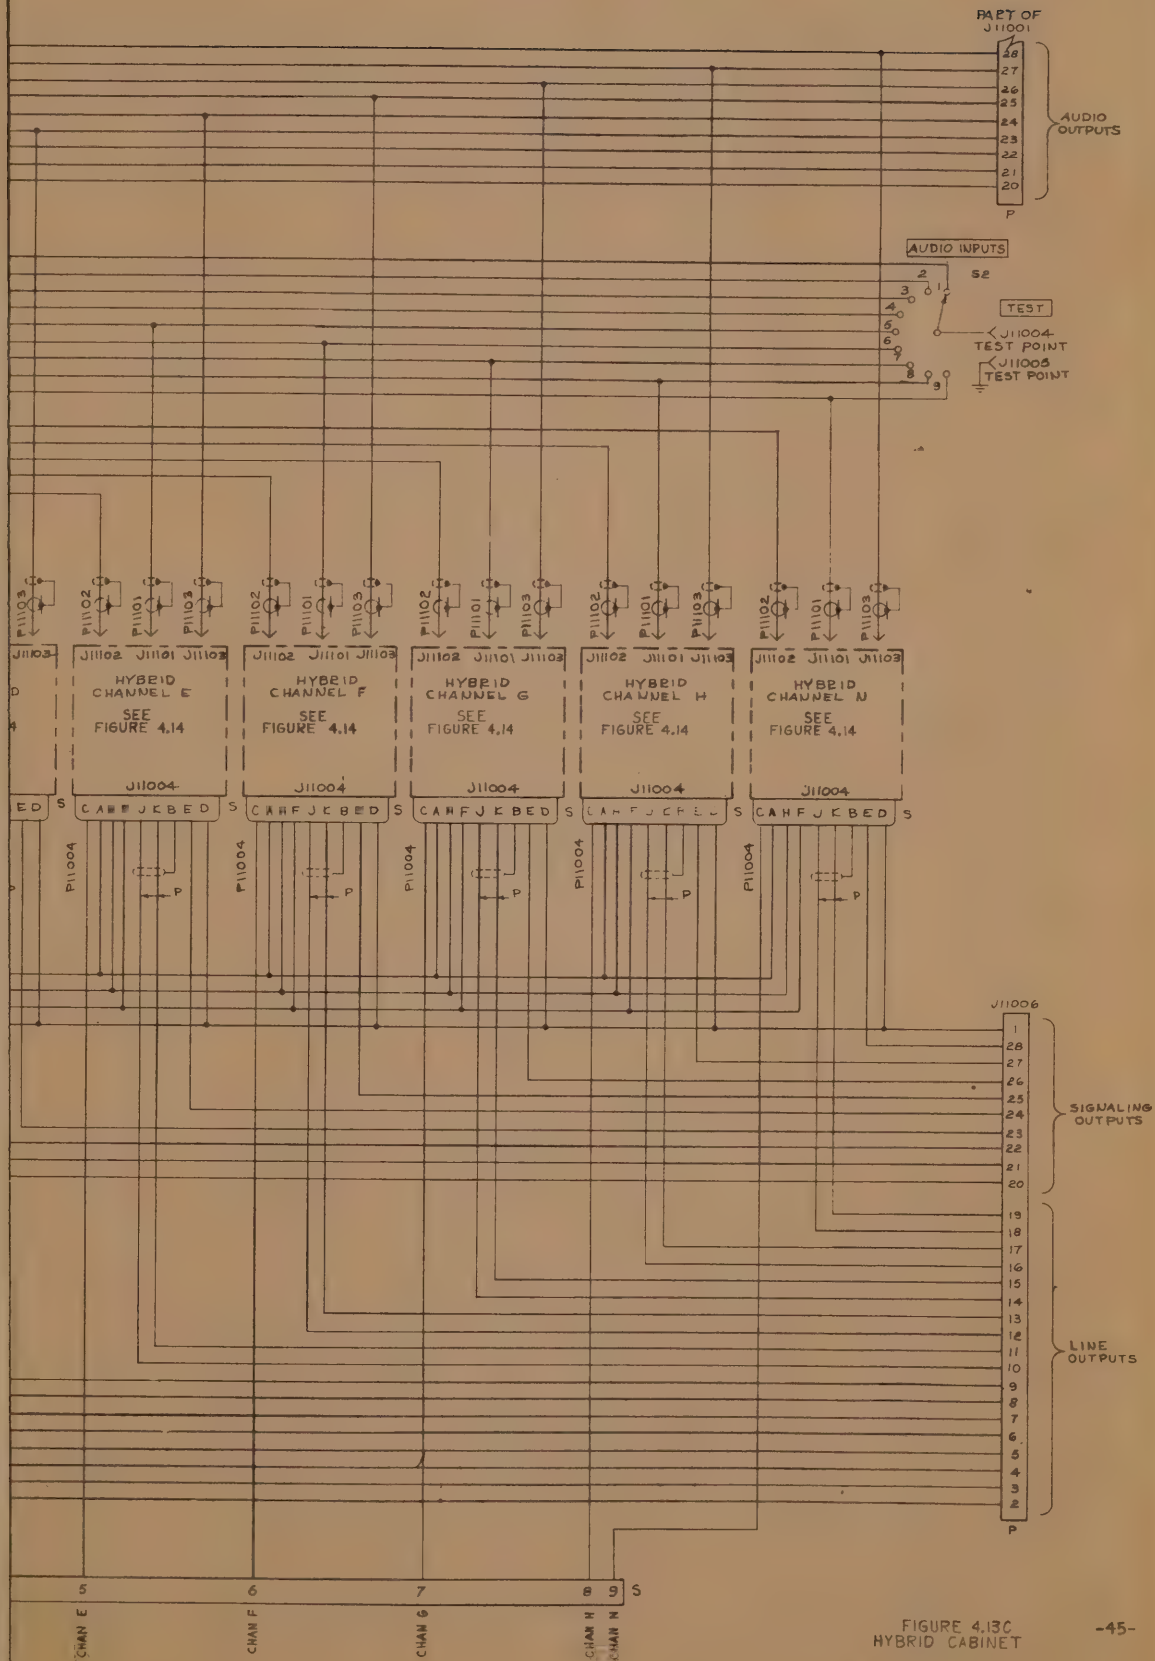 PART OF
J11001
28
27
26
25
24
23
22
21
20
P
AUDIO
OUTPUTS
AUDIO INPUTS
S2
1
2
3
4
5
6
7
8
9
TEST
J11004
TEST POINT
J11005
TEST POINT
P11103
P11102
P11101
P11103
P11102
P11101
P11103
P11102
P11101
P11103
P11102
P11101
P11103
P11102
P11101
P11103
J11103
D
4
E D S
J11102 J11101 J11103
HYBRID
CHANNEL E
SEE
FIGURE 4.14
J11004
C A H F J K B E D S
J11102 J11101 J11103
HYBRID
CHANNEL F
SEE
FIGURE 4.14
J11004
C A H F J K B E D S
J11102 J11101 J11103
HYBRID
CHANNEL G
SEE
FIGURE 4.14
J11004
C A H F J K B E D S
J11102 J11101 J11103
HYBRID
CHANNEL H
SEE
FIGURE 4.14
J11004
A H F J K E S
J11102 J11101 J11103
HYBRID
CHANNEL N
SEE
FIGURE 4.14
J11004
C A H F J K B E D S
P11004
P
P11004
P
P11004
P
P11004
P
P11004
P
J11006
1
28
27
26
25
24
23
22
21
20
SIGNALING
OUTPUTS
19
18
17
16
15
14
13
12
11
10
9
8
7
6
5
4
3
2
P
LINE
OUTPUTS
5 6 7 8 9 S
CHAN E
CHAN F
CHAN G
CHAN H
CHAN N
FIGURE 4.13C
HYBRID CABINET
-45-